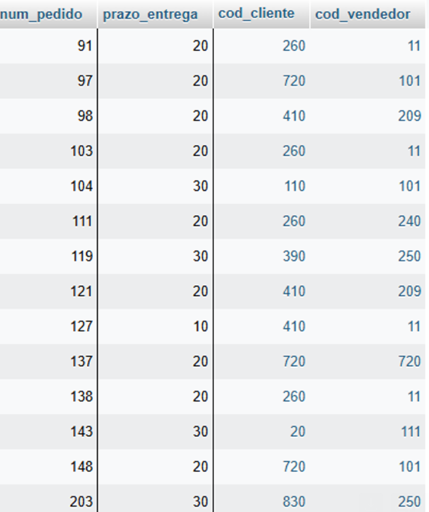 num_pedido prazo_entrega cod_cliente cod_vendedor
91 20 260 11
97 20 720 101
98 20 410 209
103 20 260 11
104 30 110 101
111 20 260 240
119 30 390 250
121 20 410 209
127 10 410 11
137 20 720 720
138 20 260 11
143 30 20 111
148 20 720 101
203 30 830 250